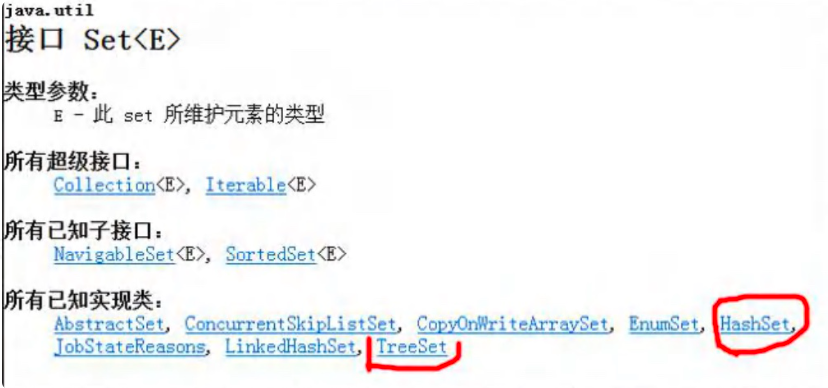 java.util
接口 Set<E>
类型参数：
E - 此 set 所维护元素的类型
所有超级接口：
Collection<E>, Iterable<E>
所有已知子接口：
NavigableSet<E>, SortedSet<E>
所有已知实现类：
AbstractSet, ConcurrentSkipListSet, CopyOnWriteArraySet, EnumSet, HashSet,
JobStateReasons, LinkedHashSet, TreeSet